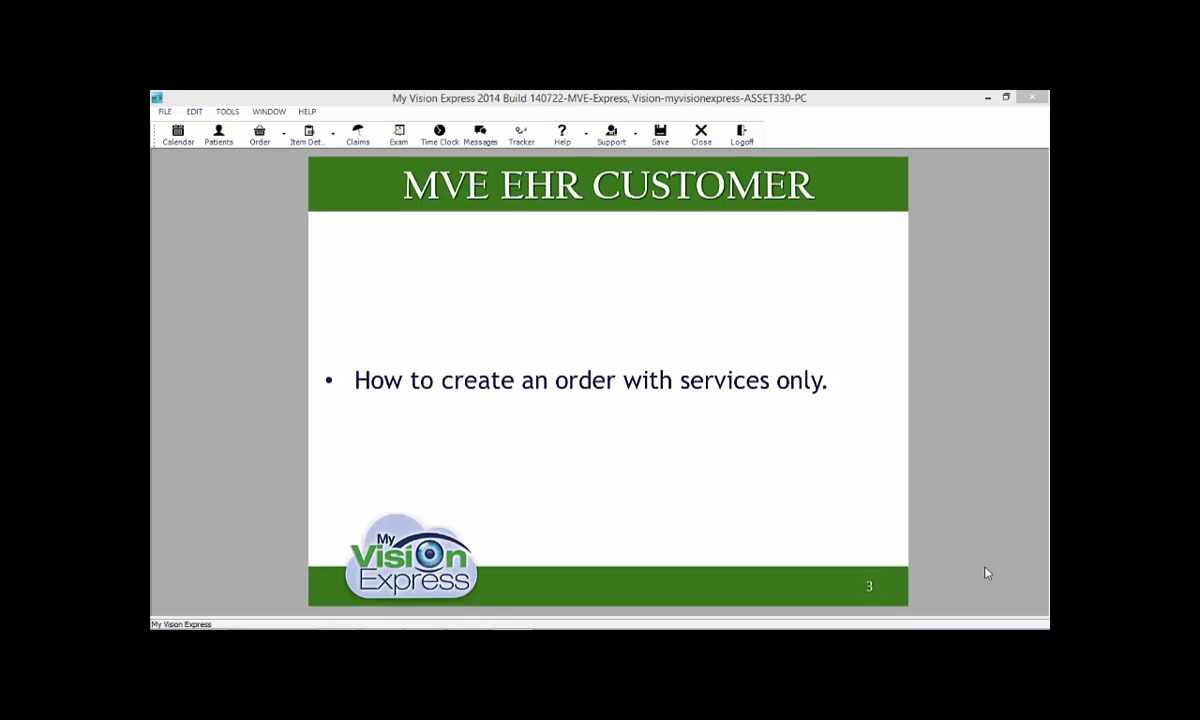 My Vision Express 2014 Build 140722-MVE-Express, Vision-myvisionexpress-ASSET330-PC
FILE EDIT TOOLS WINDOW HELP
Calendar Patients Order Item Det... Claims Exam Time Clock Messages Tracker Help Support Save Close Logoff
MVE EHR CUSTOMER
• How to create an order with services only.
My
Vision
Express
3
My Vision Express